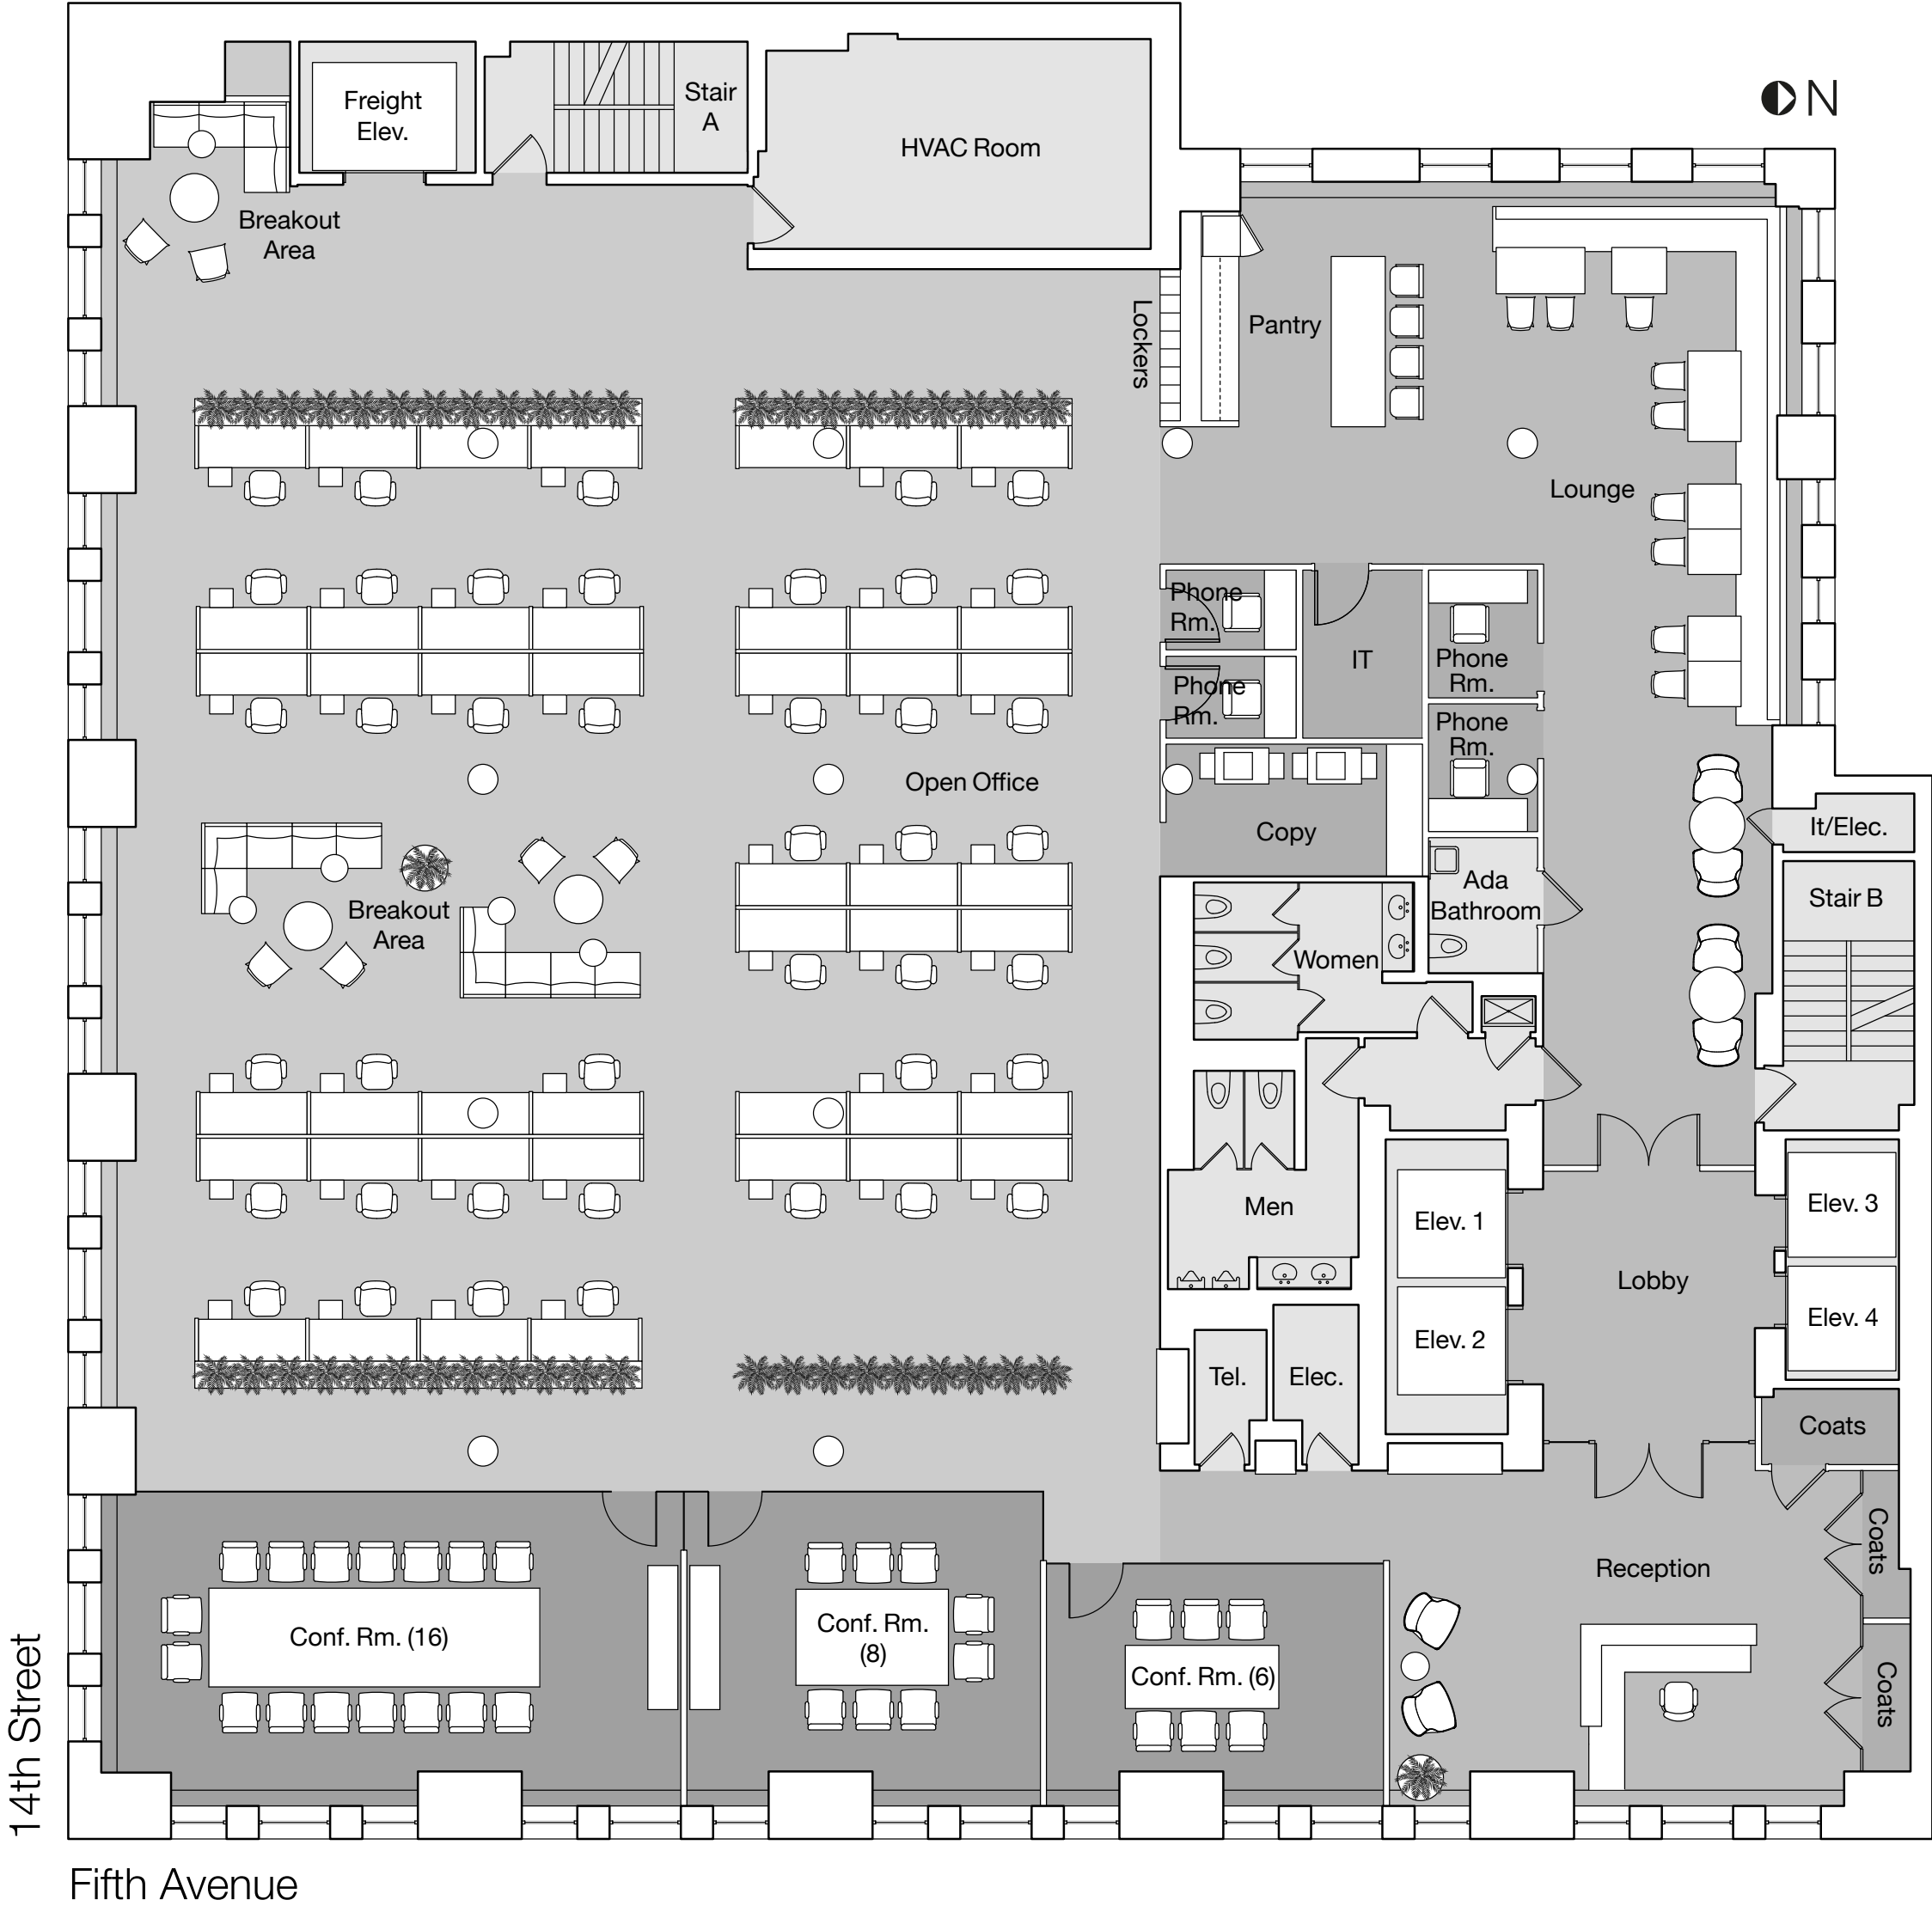 Freight
Elev.
Stair
A
HVAC Room
N
Breakout
Area
Lockers
Pantry
Lounge
Phone
Rm.
IT
Phone
Rm.
Phone
Rm.
Phone
Rm.
Open Office
Copy
It/Elec.
Ada
Bathroom
Stair B
Breakout
Area
Women
Men
Elev. 1
Elev. 3
Lobby
Elev. 2
Elev. 4
Tel.
Elec.
Coats
Coats
Reception
Conf. Rm. (16)
Conf. Rm.
(8)
Conf. Rm. (6)
Coats
14th Street
Fifth Avenue